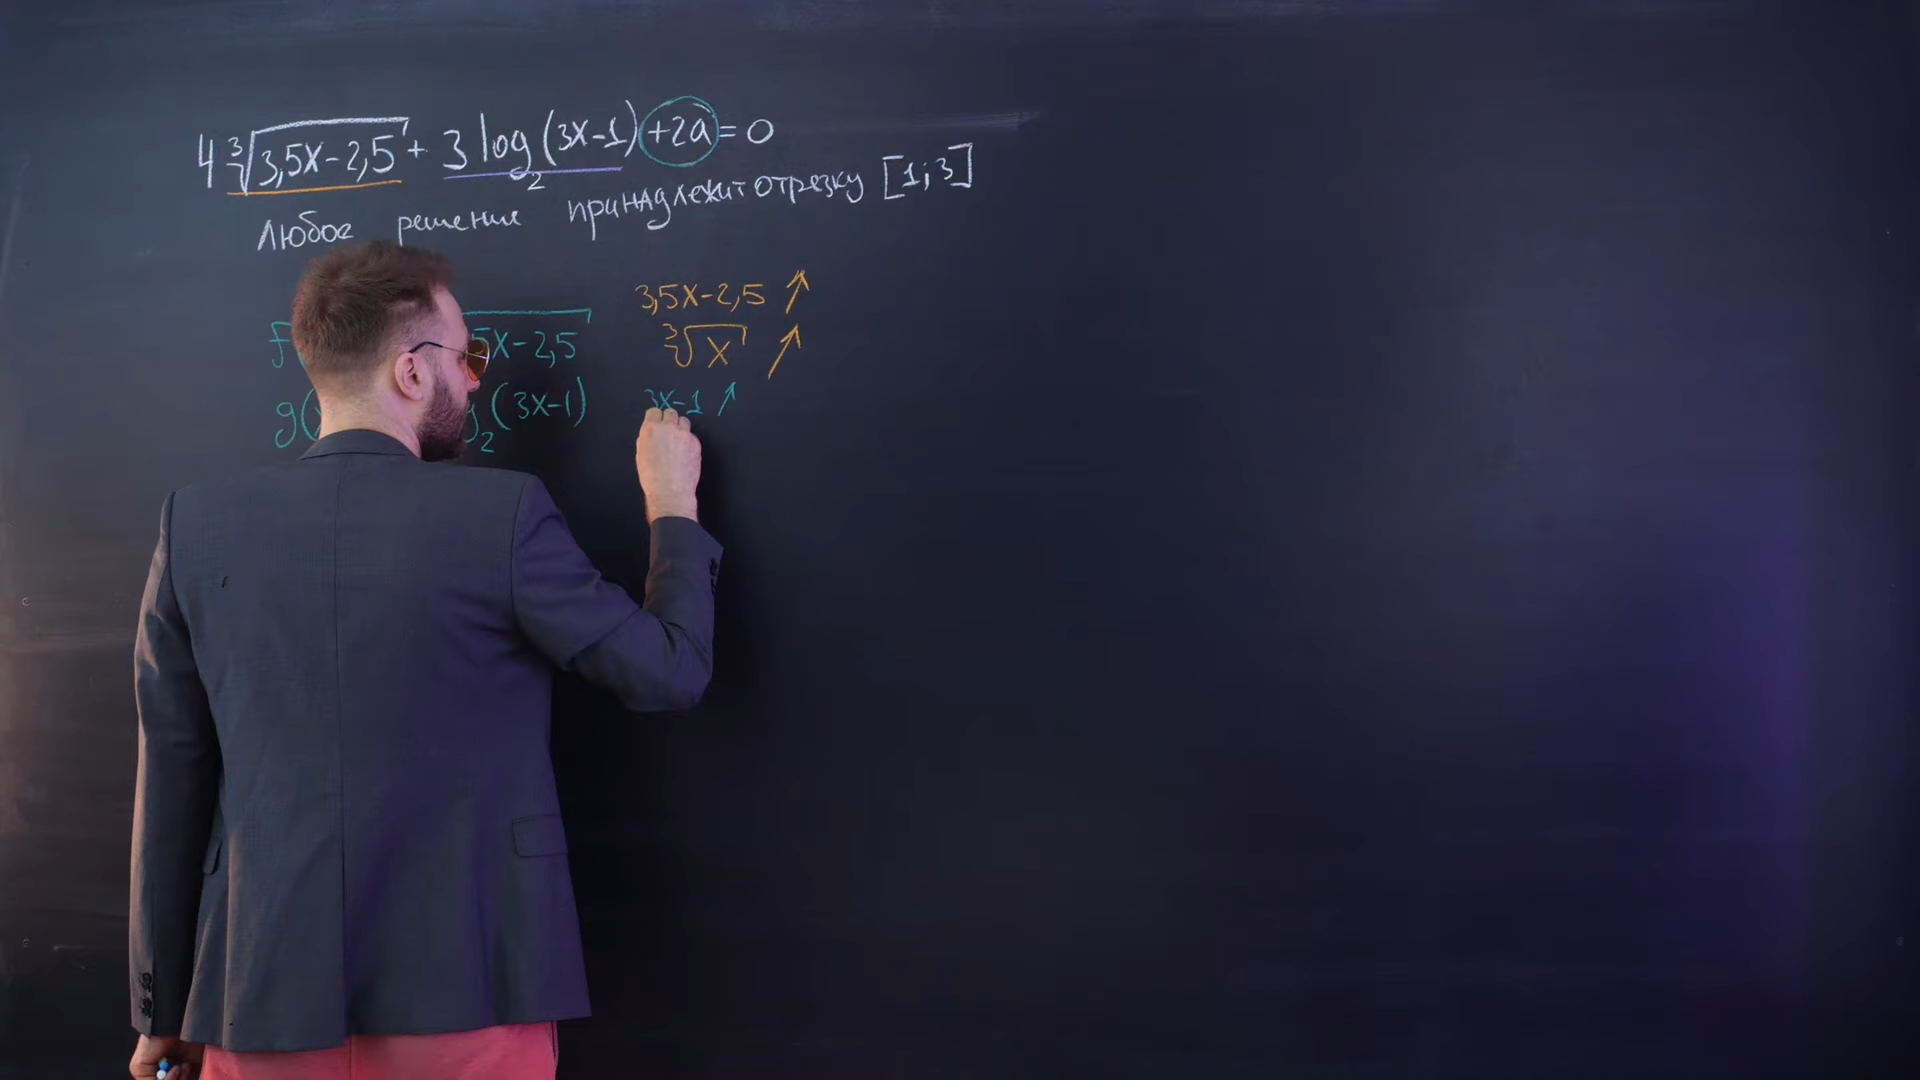 4∛(3,5x-2,5) + 3 log₂(3x-1) +2a = 0
Любое решение принадлежит отрезку [1;3]
f 5x-2,5
g( g₂(3x-1)
3,5x-2,5 ↗
∛x ↗
3x-1 ↗